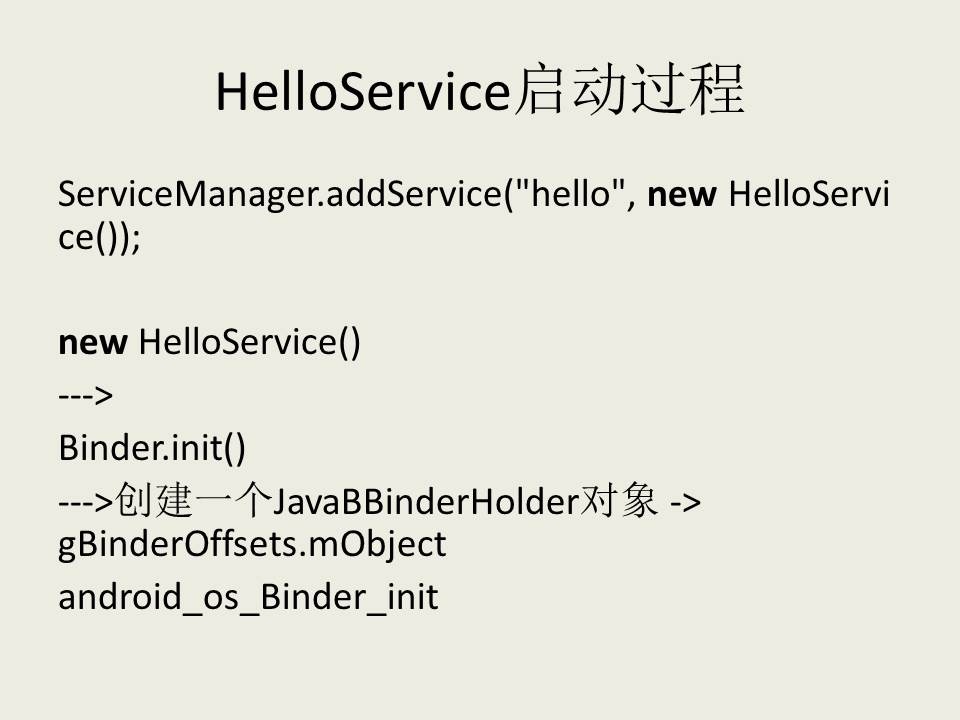 HelloService启动过程
ServiceManager.addService("hello", new HelloServi
ce());
new HelloService()
--->
Binder.init()
--->创建一个JavaBBinderHolder对象 ->
gBinderOffsets.mObject
android_os_Binder_init